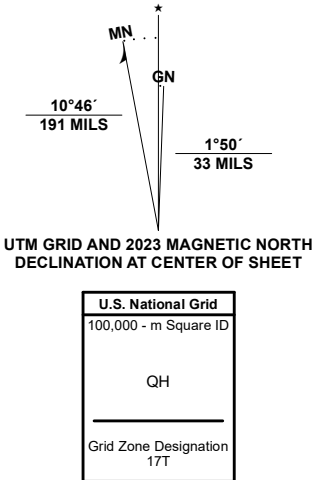 MN
GN
10°46´
191 MILS
1°50´
33 MILS
UTM GRID AND 2023 MAGNETIC NORTH
DECLINATION AT CENTER OF SHEET
U.S. National Grid
100,000 - m Square ID
QH
Grid Zone Designation
17T